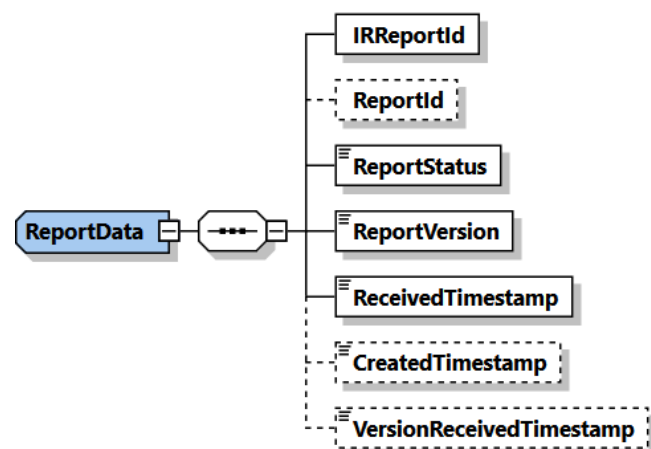 IRReportId
ReportId
ReportStatus
ReportData
ReportVersion
ReceivedTimestamp
CreatedTimestamp
VersionReceivedTimestamp